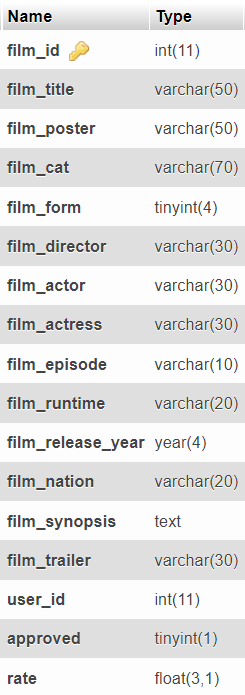 Name Type
film_id int(11)
film_title varchar(50)
film_poster varchar(50)
film_cat varchar(70)
film_form tinyint(4)
film_director varchar(30)
film_actor varchar(30)
film_actress varchar(30)
film_episode varchar(10)
film_runtime varchar(20)
film_release_year year(4)
film_nation varchar(20)
film_synopsis text
film_trailer varchar(30)
user_id int(11)
approved tinyint(1)
rate float(3,1)